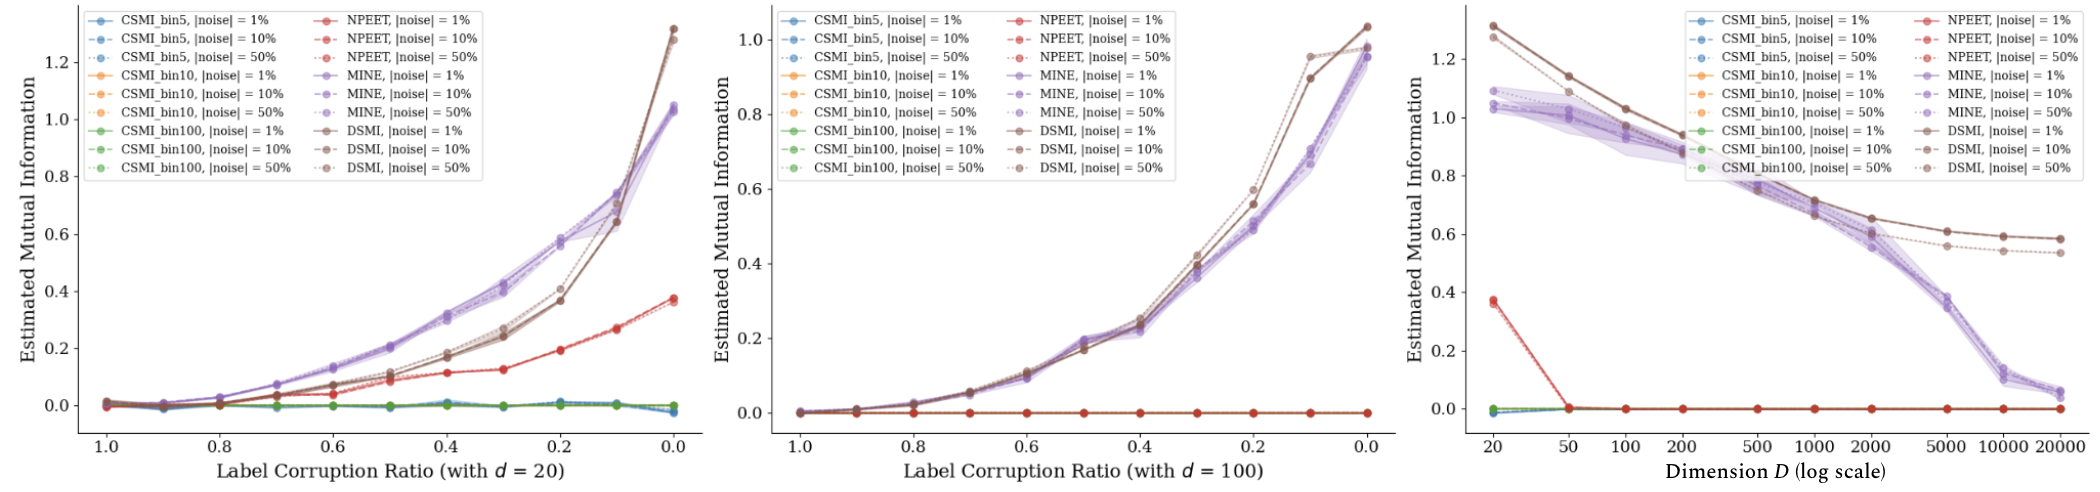 Estimated Mutual Information
1.2
1.0
0.8
0.6
0.4
0.2
0.0
CSMI_bin5, |noise| = 1%
CSMI_bin5, |noise| = 10%
CSMI_bin5, |noise| = 50%
CSMI_bin10, |noise| = 1%
CSMI_bin10, |noise| = 10%
CSMI_bin10, |noise| = 50%
CSMI_bin100, |noise| = 1%
CSMI_bin100, |noise| = 10%
CSMI_bin100, |noise| = 50%
NPEET, |noise| = 1%
NPEET, |noise| = 10%
NPEET, |noise| = 50%
MINE, |noise| = 1%
MINE, |noise| = 10%
MINE, |noise| = 50%
DSMI, |noise| = 1%
DSMI, |noise| = 10%
DSMI, |noise| = 50%
1.0 0.8 0.6 0.4 0.2 0.0
Label Corruption Ratio (with d = 20)
Estimated Mutual Information
1.0
0.8
0.6
0.4
0.2
0.0
CSMI_bin5, |noise| = 1%
CSMI_bin5, |noise| = 10%
CSMI_bin5, |noise| = 50%
CSMI_bin10, |noise| = 1%
CSMI_bin10, |noise| = 10%
CSMI_bin10, |noise| = 50%
CSMI_bin100, |noise| = 1%
CSMI_bin100, |noise| = 10%
CSMI_bin100, |noise| = 50%
NPEET, |noise| = 1%
NPEET, |noise| = 10%
NPEET, |noise| = 50%
MINE, |noise| = 1%
MINE, |noise| = 10%
MINE, |noise| = 50%
DSMI, |noise| = 1%
DSMI, |noise| = 10%
DSMI, |noise| = 50%
1.0 0.8 0.6 0.4 0.2 0.0
Label Corruption Ratio (with d = 100)
Estimated Mutual Information
1.2
1.0
0.8
0.6
0.4
0.2
0.0
CSMI_bin5, |noise| = 1%
CSMI_bin5, |noise| = 10%
CSMI_bin5, |noise| = 50%
CSMI_bin10, |noise| = 1%
CSMI_bin10, |noise| = 10%
CSMI_bin10, |noise| = 50%
CSMI_bin100, |noise| = 1%
CSMI_bin100, |noise| = 10%
CSMI_bin100, |noise| = 50%
NPEET, |noise| = 1%
NPEET, |noise| = 10%
NPEET, |noise| = 50%
MINE, |noise| = 1%
MINE, |noise| = 10%
MINE, |noise| = 50%
DSMI, |noise| = 1%
DSMI, |noise| = 10%
DSMI, |noise| = 50%
20 50 100 200 500 1000 2000 5000 10000 20000
Dimension D (log scale)